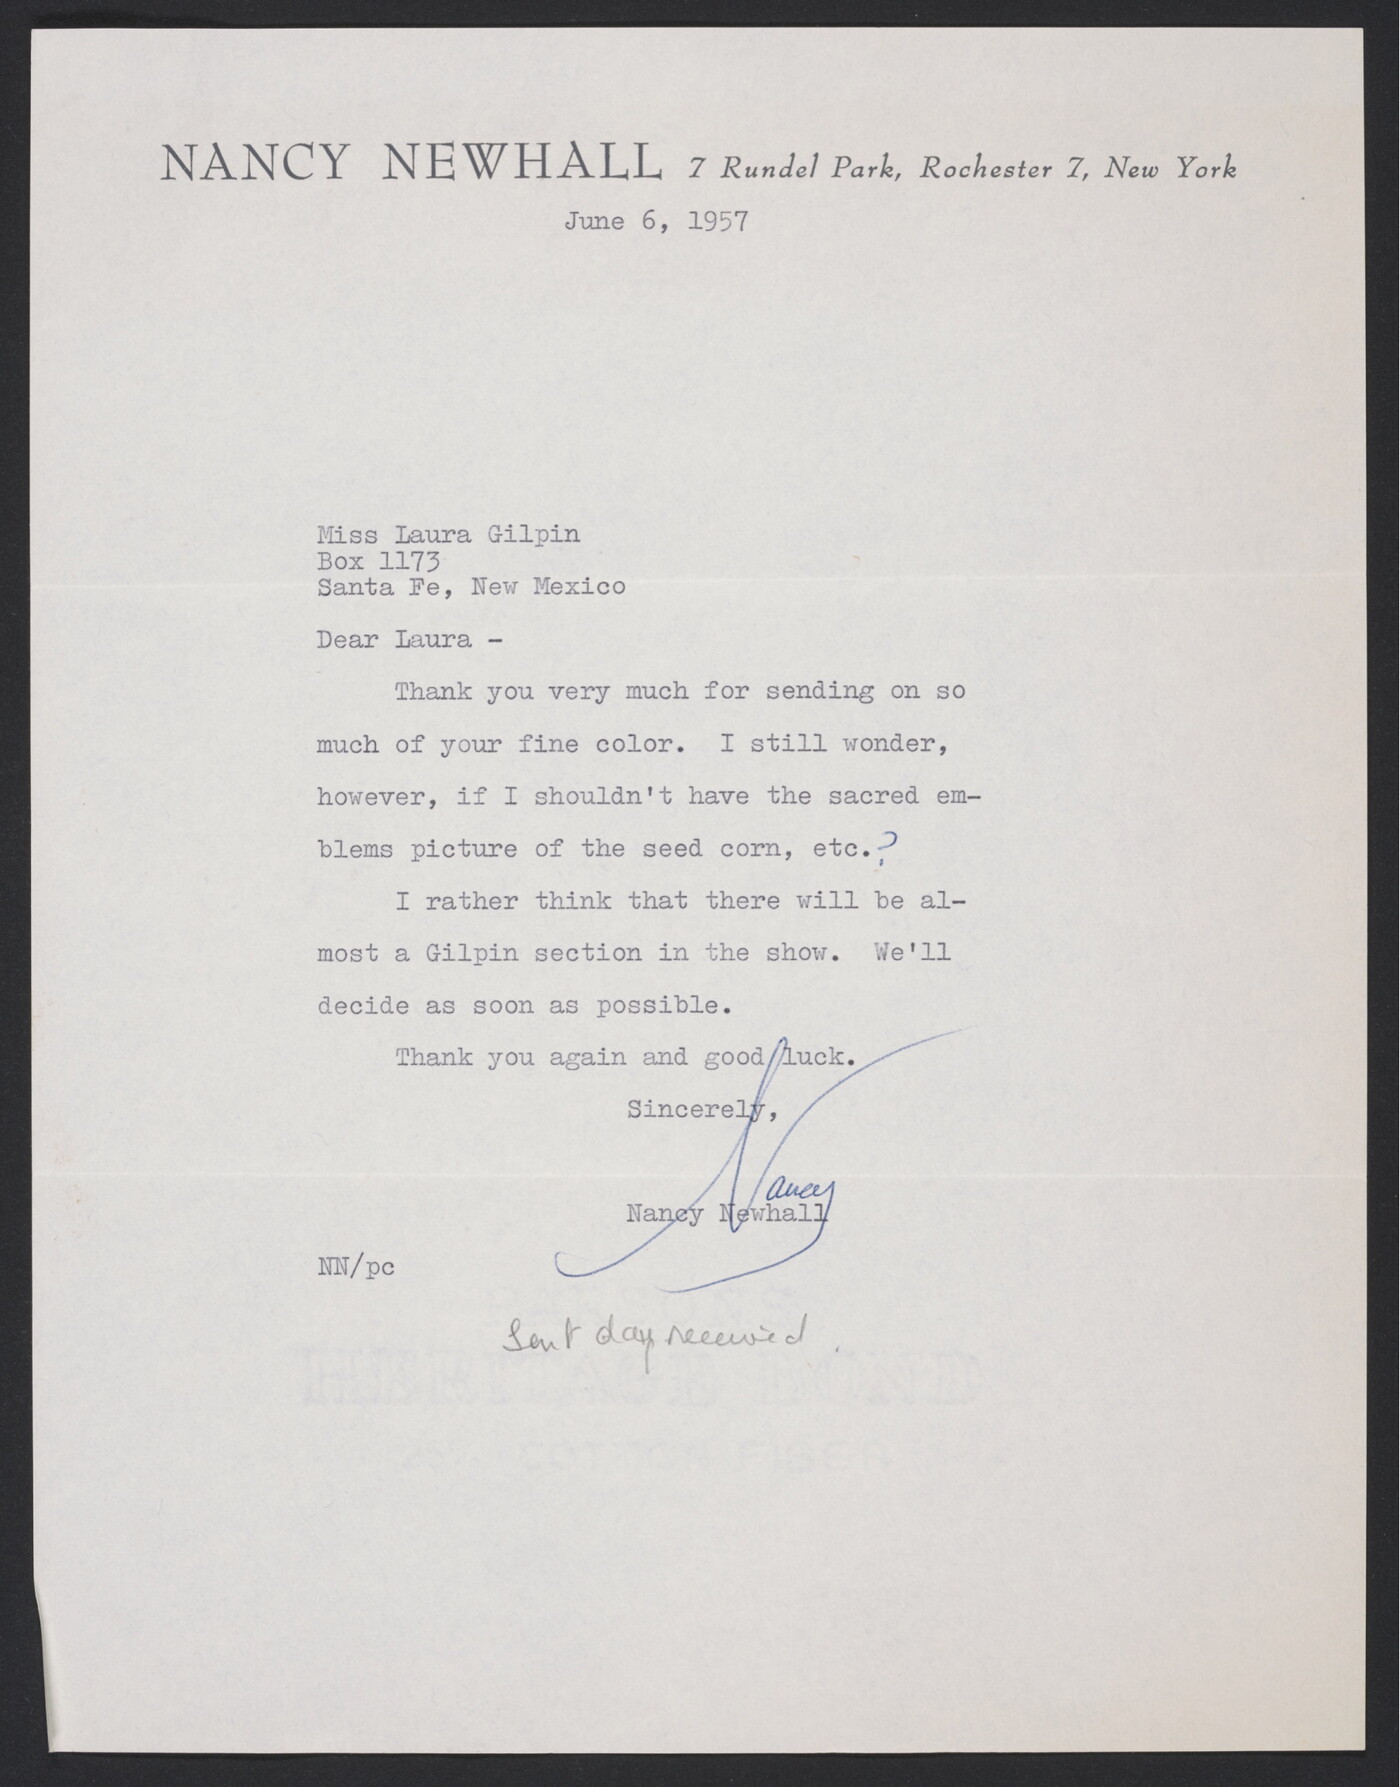 NANCY NEWHALL 7 Rundel Park, Rochester 7, New York
June 6, 1957
Miss Laura Gilpin
Box 1173
Santa Fe, New Mexico
Dear Laura -
Thank you very much for sending on so
much of your fine color. I still wonder,
however, if I shouldn't have the sacred em-
blems picture of the seed corn, etc.?
I rather think that there will be al-
most a Gilpin section in the show. We'll
decide as soon as possible.
Thank you again and good luck.
Sincerely,
Nancy
Nancy Newhall
NN/pc
Sent day received.